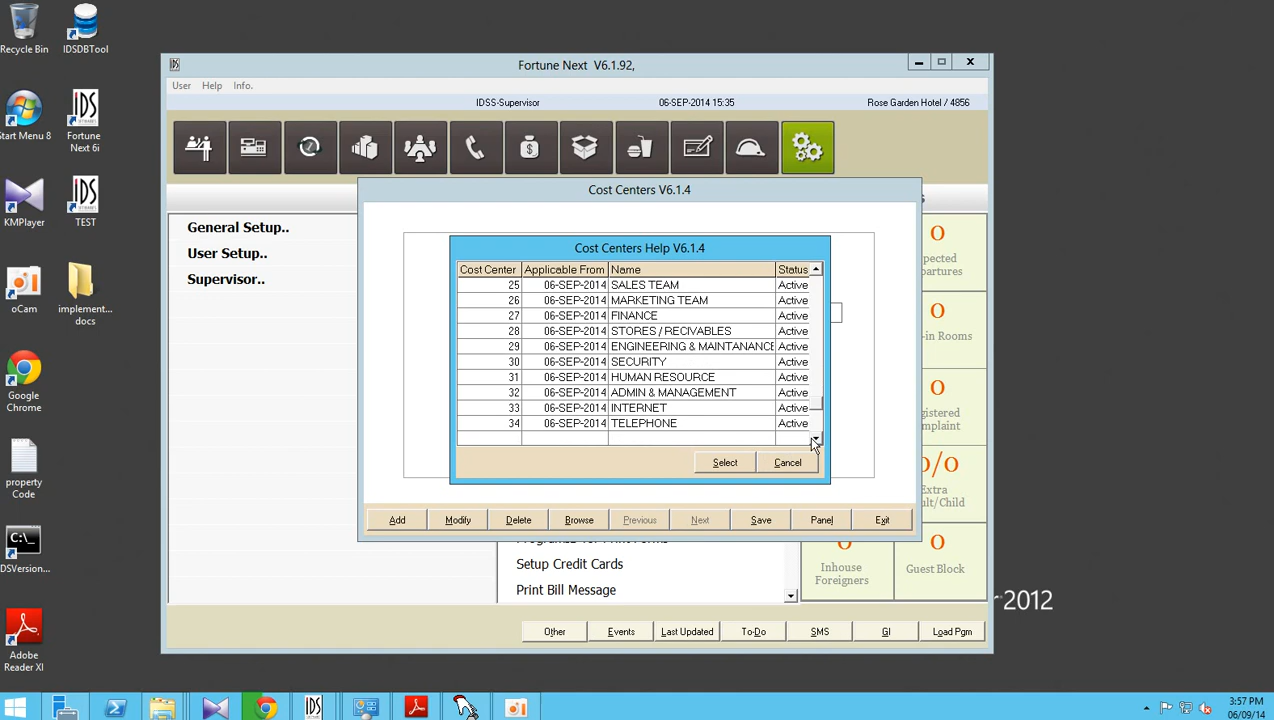 Recycle Bin
IDSDBTool
Start Menu 8
Fortune
Next 6i
KMPlayer
TEST
oCam
implement...
docs
Google
Chrome
property
Code
Adobe
Reader XI
Fortune Next V6.1.92,
User Help Info.
IDSS-Supervisor 06-SEP-2014 15:35 Rose Garden Hotel / 4856
General Setup..
User Setup..
Supervisor..
Cost Centers V6.1.4
Cost Centers Help V6.1.4
Cost Center Applicable From Name Status
25 06-SEP-2014 SALES TEAM Active
26 06-SEP-2014 MARKETING TEAM Active
27 06-SEP-2014 FINANCE Active
28 06-SEP-2014 STORES / RECIVABLES Active
29 06-SEP-2014 ENGINEERING & MAINTANANCE Active
30 06-SEP-2014 SECURITY Active
31 06-SEP-2014 HUMAN RESOURCE Active
32 06-SEP-2014 ADMIN & MANAGEMENT Active
33 06-SEP-2014 INTERNET Active
34 06-SEP-2014 TELEPHONE Active
Select Cancel
Add Modify Delete Browse Previous Next Save Panel Exit
Setup Credit Cards
Print Bill Message
0
pected
partures
0
-in Rooms
0
istered
mplaint
0/0
Extra
ult/Child
0
Inhouse
Foreigners
0
Guest Block
Other Events Last Updated To-Do SMS GI Load Pgm
2012
3:57 PM
06/09/14